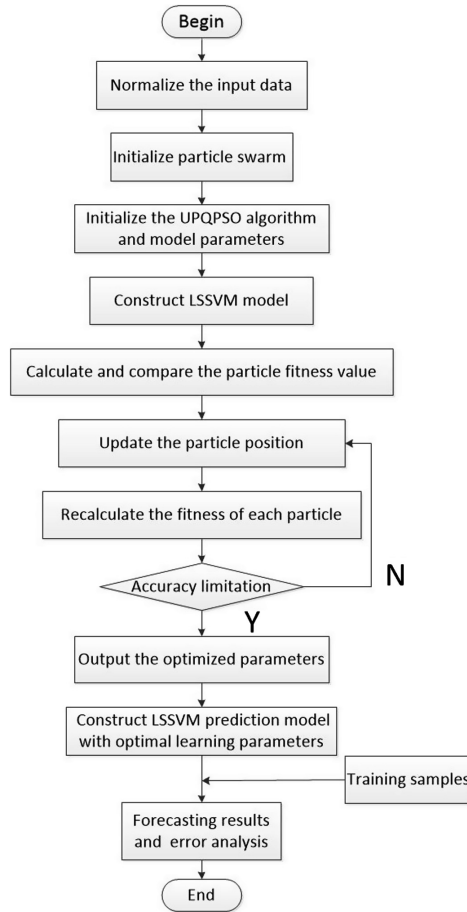 Begin
Normalize the input data
Initialize particle swarm
Initialize the UPQPSO algorithm
and model parameters
Construct LSSVM model
Calculate and compare the particle fitness value
Update the particle position
Recalculate the fitness of each particle
Accuracy limitation
N
Y
Output the optimized parameters
Construct LSSVM prediction model
with optimal learning parameters
Training samples
Forecasting results
and error analysis
End